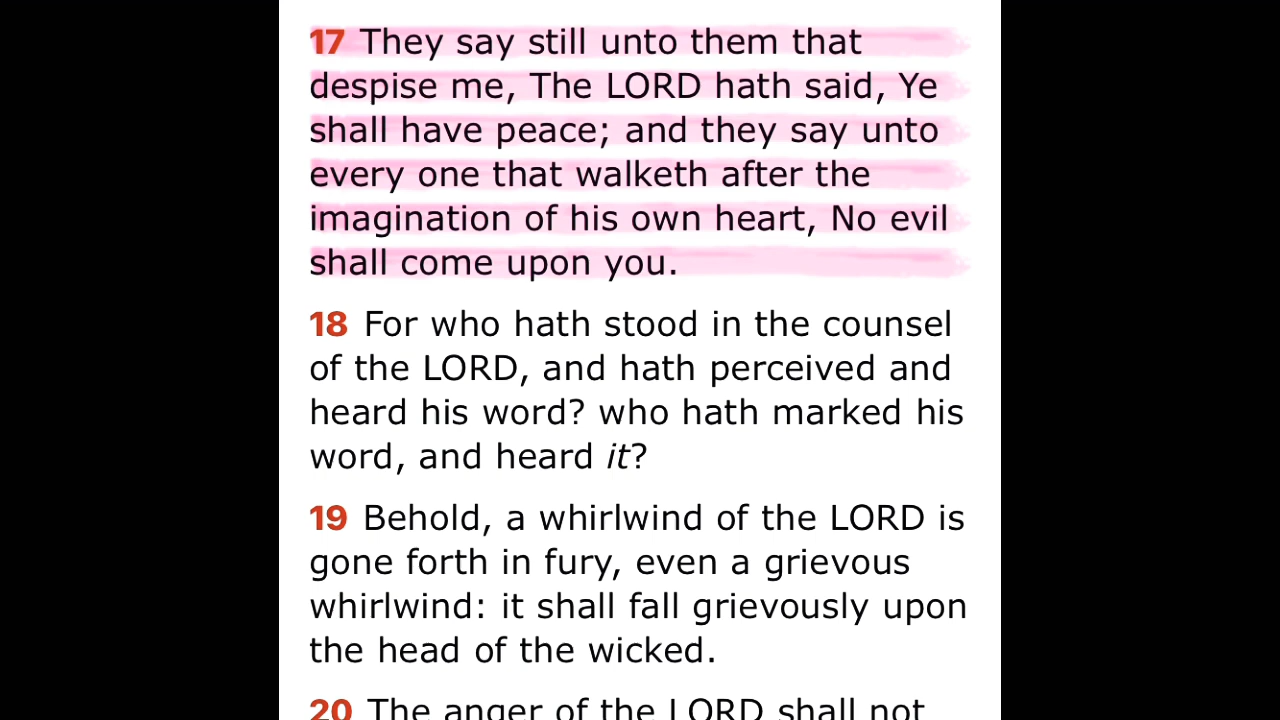 17 They say still unto them that
despise me, The LORD hath said, Ye
shall have peace; and they say unto
every one that walketh after the
imagination of his own heart, No evil
shall come upon you.
18 For who hath stood in the counsel
of the LORD, and hath perceived and
heard his word? who hath marked his
word, and heard it?
19 Behold, a whirlwind of the LORD is
gone forth in fury, even a grievous
whirlwind: it shall fall grievously upon
the head of the wicked.
20 The anger of the LORD shall not